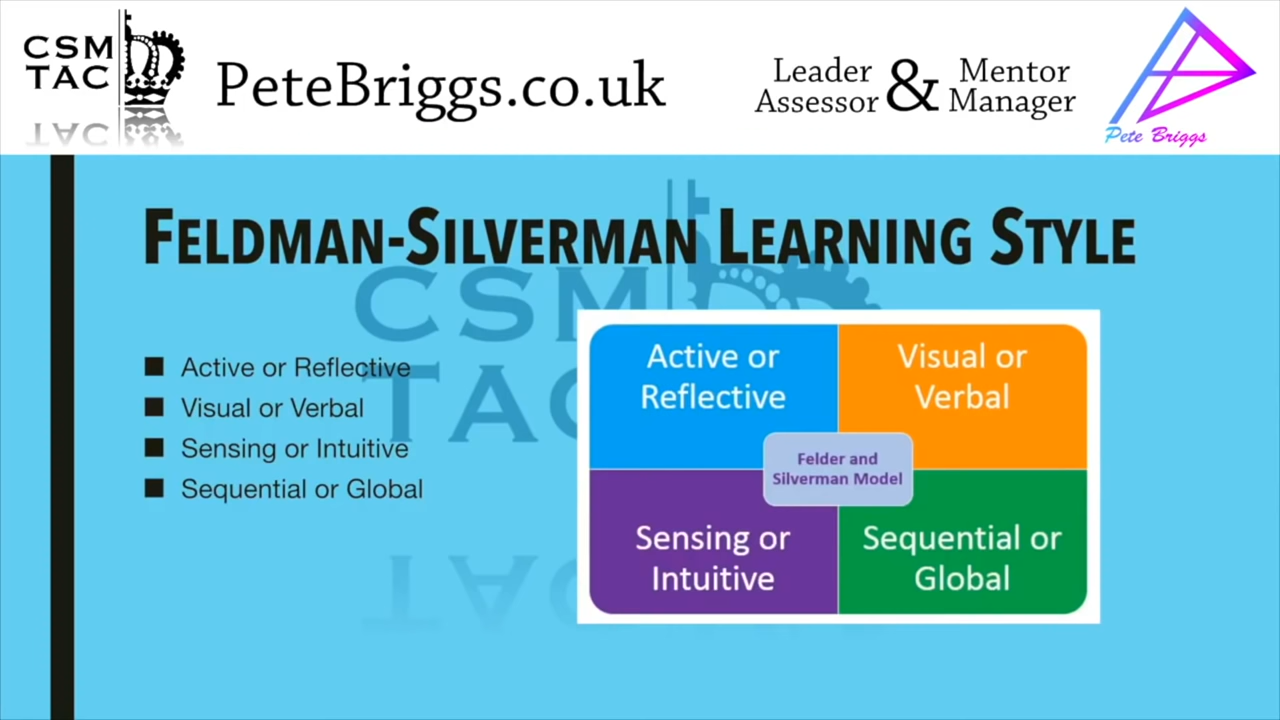 CSM
TAC
PeteBriggs.co.uk
Leader
Assessor
&
Mentor
Manager
Pete Briggs
FELDMAN-SILVERMAN LEARNING STYLE
CSM
TAC
Active or Reflective
Visual or Verbal
Sensing or Intuitive
Sequential or Global
Active or
Reflective
Visual or
Verbal
Felder and
Silverman Model
Sensing or
Intuitive
Sequential or
Global